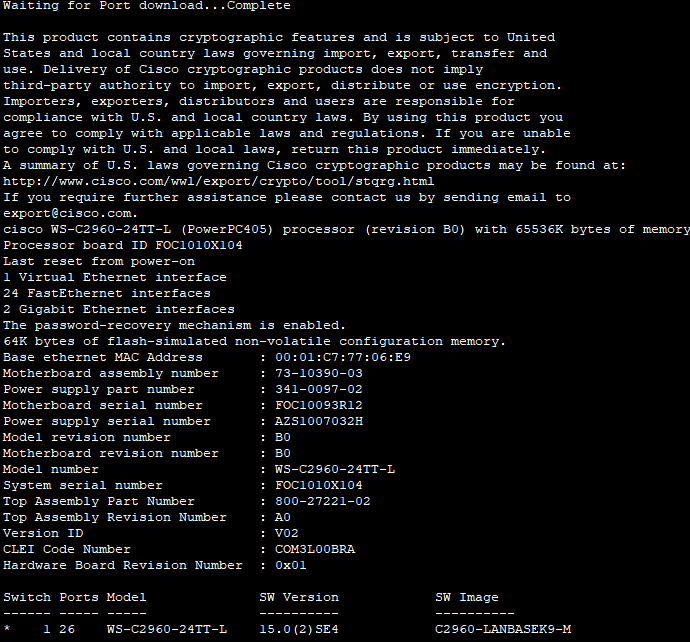 Waiting for Port download...Complete
This product contains cryptographic features and is subject to United
States and local country laws governing import, export, transfer and
use. Delivery of Cisco cryptographic products does not imply
third-party authority to import, export, distribute or use encryption.
Importers, exporters, distributors and users are responsible for
compliance with U.S. and local country laws. By using this product you
agree to comply with applicable laws and regulations. If you are unable
to comply with U.S. and local laws, return this product immediately.
A summary of U.S. laws governing Cisco cryptographic products may be found at:
http://www.cisco.com/wwl/export/crypto/tool/stqrg.html
If you require further assistance please contact us by sending email to
export@cisco.com.
cisco WS-C2960-24TT-L (PowerPC405) processor (revision B0) with 65536K bytes of memory
Processor board ID FOC1010X104
Last reset from power-on
1 Virtual Ethernet interface
24 FastEthernet interfaces
2 Gigabit Ethernet interfaces
The password-recovery mechanism is enabled.
64K bytes of flash-simulated non-volatile configuration memory.
Base ethernet MAC Address : 00:01:C7:77:06:E9
Motherboard assembly number : 73-10390-03
Power supply part number : 341-0097-02
Motherboard serial number : FOC10093R12
Power supply serial number : AZS1007032H
Model revision number : B0
Motherboard revision number : B0
Model number : WS-C2960-24TT-L
System serial number : FOC1010X104
Top Assembly Part Number : 800-27221-02
Top Assembly Revision Number : A0
Version ID : V02
CLEI Code Number : COM3L00BRA
Hardware Board Revision Number : 0x01
Switch Ports Model SW Version SW Image
------ ----- ----- ---------- ----------
* 1 26 WS-C2960-24TT-L 15.0(2)SE4 C2960-LANBASEK9-M